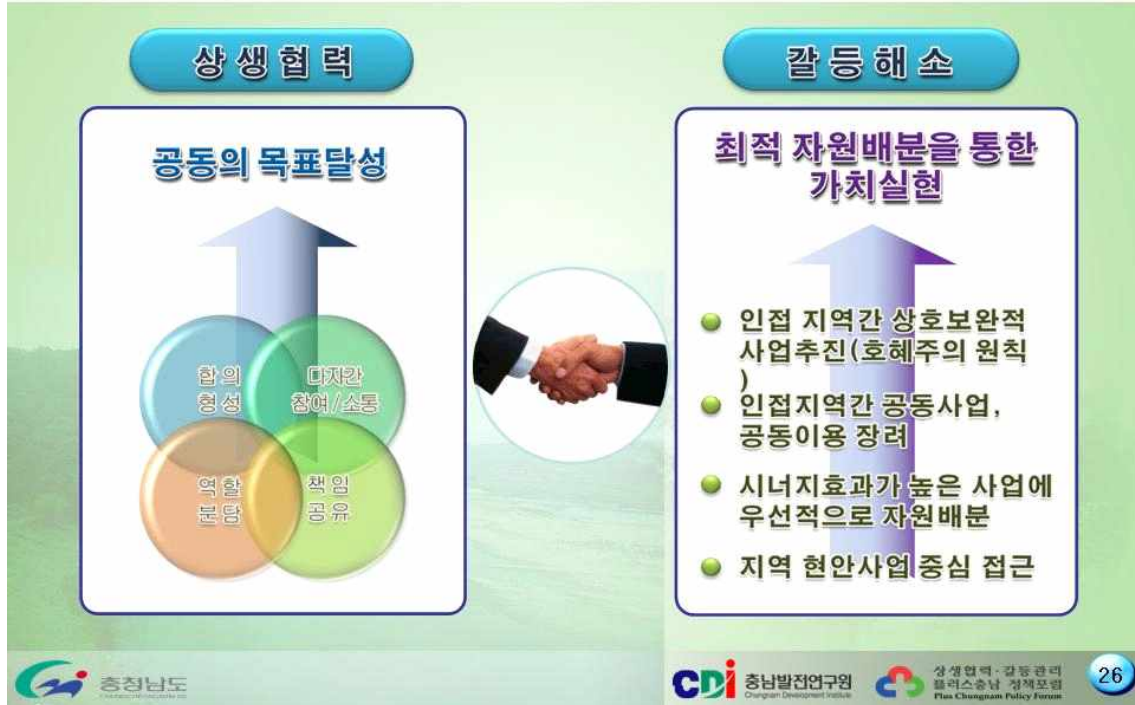 상생협력
공동의 목표달성
합의
형성
다자간
참여/소통
역할
분담
책임
공유
갈등해소
최적 자원배분을 통한
가치실현
인접 지역간 상호보완적
사업추진(호혜주의 원칙
)
인접지역간 공동사업,
공동이용 장려
시너지효과가 높은 사업에
우선적으로 자원배분
지역 현안사업 중심 접근
충청남도
CDI 충남발전연구원
Chungnam Development Institute
상생협력·갈등관리
플러스충남 정책포럼
Plus Chungnam Policy Forum
26